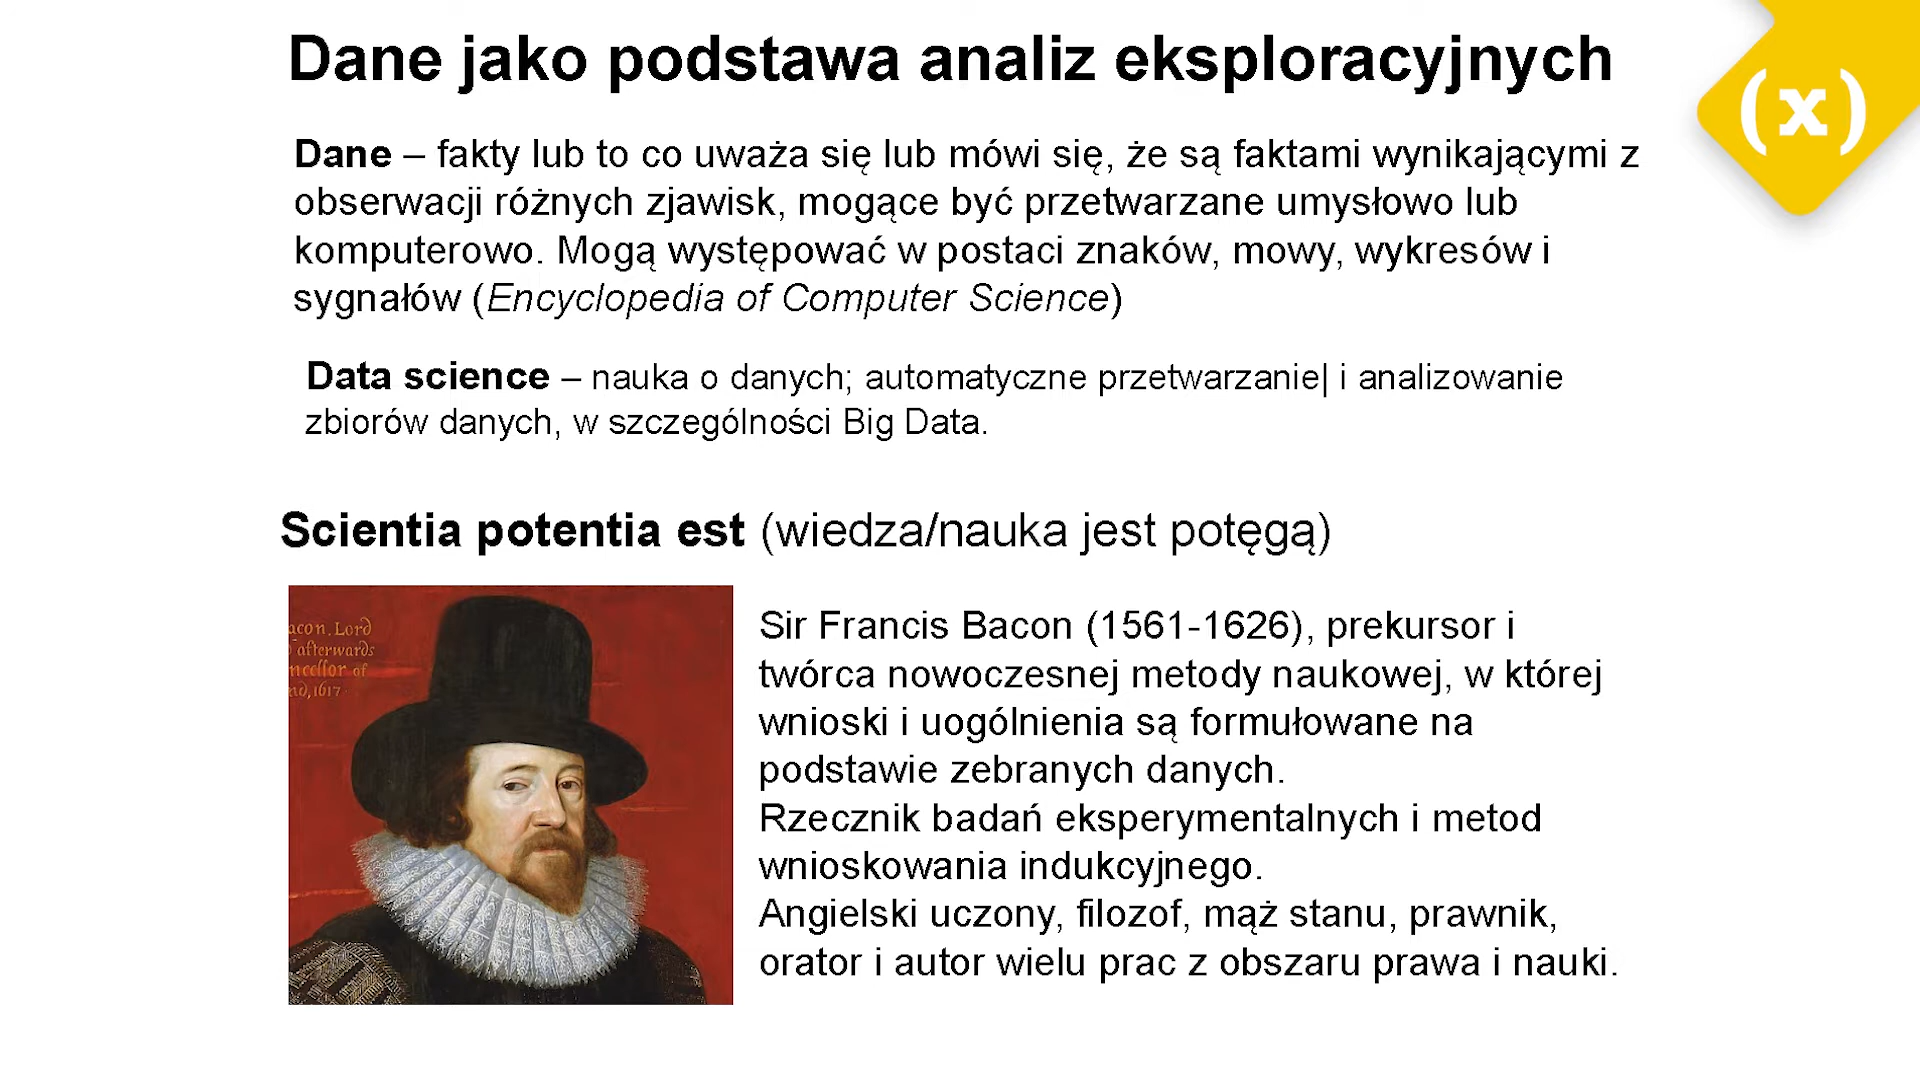 Dane jako podstawa analiz eksploracyjnych
(x)
Dane – fakty lub to co uważa się lub mówi się, że są faktami wynikającymi z
obserwacji różnych zjawisk, mogące być przetwarzane umysłowo lub
komputerowo. Mogą występować w postaci znaków, mowy, wykresów i
sygnałów (Encyclopedia of Computer Science)
Data science – nauka o danych; automatyczne przetwarzanie| i analizowanie
zbiorów danych, w szczególności Big Data.
Scientia potentia est (wiedza/nauka jest potęgą)
acon. Lord
afterwards
ncellor of
nd, 1617
Sir Francis Bacon (1561-1626), prekursor i
twórca nowoczesnej metody naukowej, w której
wnioski i uogólnienia są formułowane na
podstawie zebranych danych.
Rzecznik badań eksperymentalnych i metod
wnioskowania indukcyjnego.
Angielski uczony, filozof, mąż stanu, prawnik,
orator i autor wielu prac z obszaru prawa i nauki.